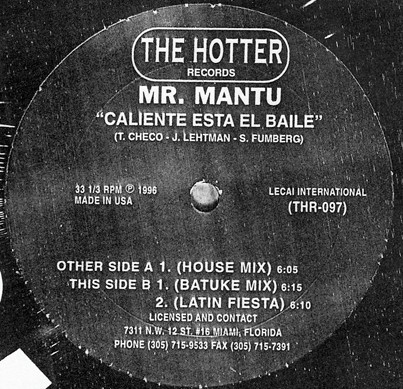 THE HOTTER
RECORDS
MR. MANTU
"CALIENTE ESTA EL BAILE"
(T. CHECO - J. LEHTMAN - S. FUMBERG)
33 1/3 RPM Ⓟ 1996
MADE IN USA
LECAI INTERNATIONAL
(THR-097)
OTHER SIDE A 1. (HOUSE MIX) 6:05
THIS SIDE B 1. (BATUKE MIX) 6:15
2. (LATIN FIESTA) 6:10
LICENSED AND CONTACT
7311 N.W. 12 ST. #16 MIAMI, FLORIDA
PHONE (305) 715-9533 FAX (305) 715-7391